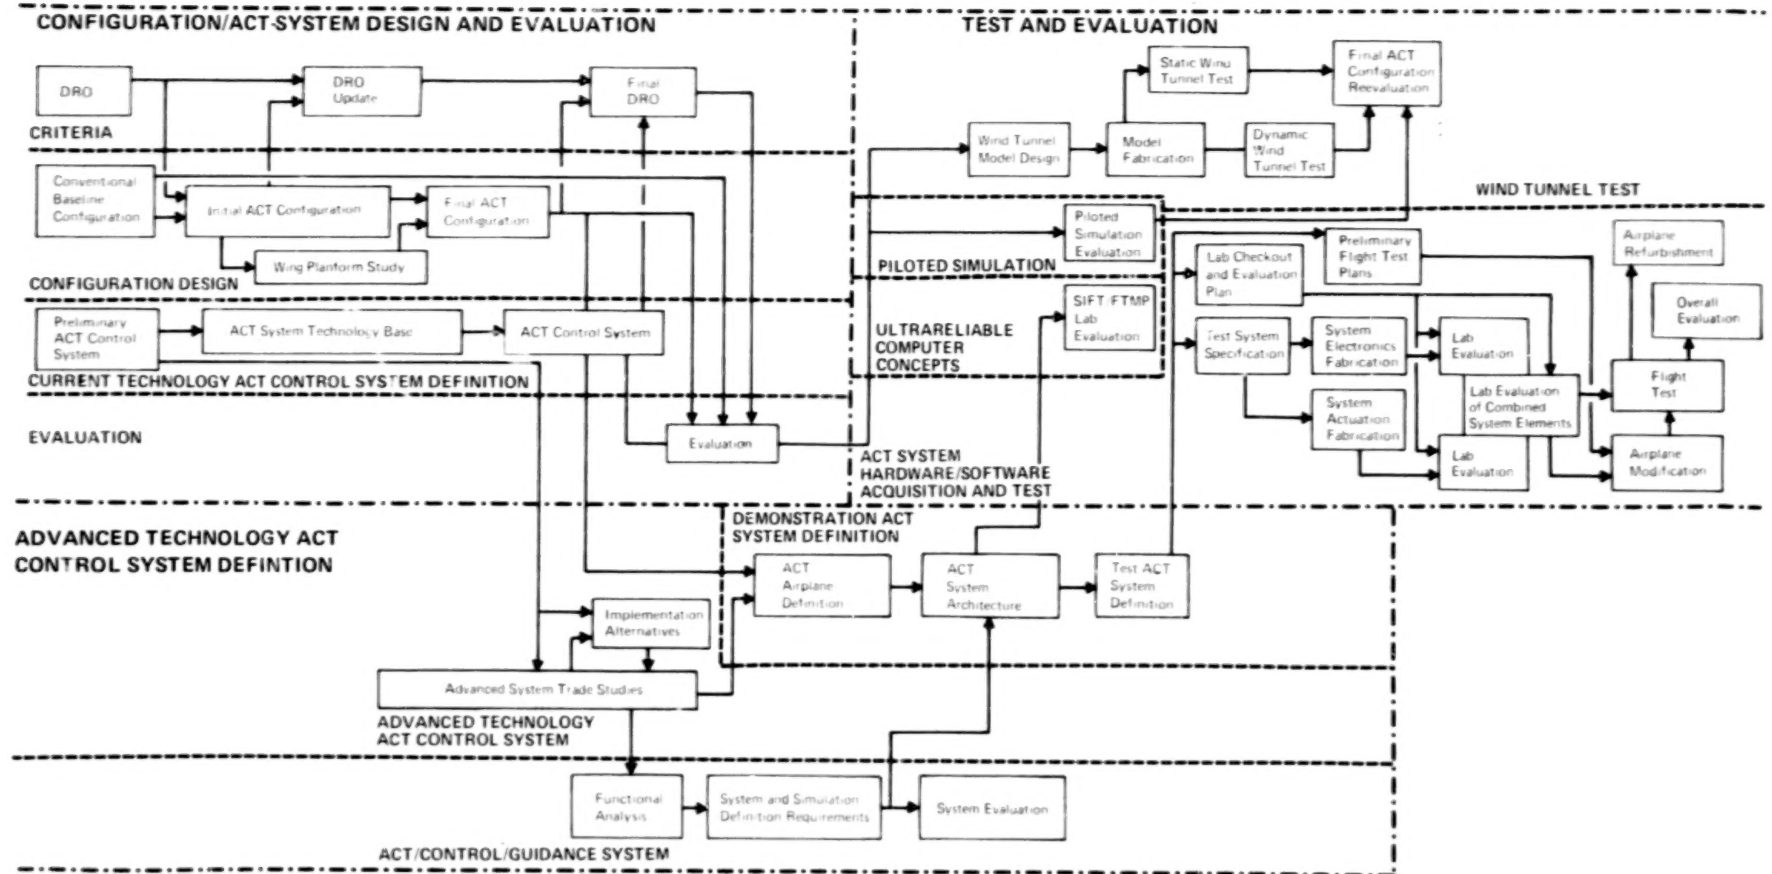 CONFIGURATION/ACT-SYSTEM DESIGN AND EVALUATION
DRO
DRO
Update
Final
DRO
CRITERIA
Conventional
Baseline
Configuration
Initial ACT Configuration
Final ACT
Configuration
Wing Planform Study
CONFIGURATION DESIGN
Preliminary
ACT Control
System
ACT System Technology Base
ACT Control System
CURRENT TECHNOLOGY ACT CONTROL SYSTEM DEFINITION
EVALUATION
Evaluation
TEST AND EVALUATION
Static Wind
Tunnel Test
Final ACT
Configuration
Reevaluation
Wind Tunnel
Model Design
Model
Fabrication
Dynamic
Wind
Tunnel Test
WIND TUNNEL TEST
Piloted
Simulation
Evaluation
PILOTED SIMULATION
SIFT/FTMP
Lab
Evaluation
ULTRARELIABLE
COMPUTER
CONCEPTS
Lab Checkout
and Evaluation
Plan
Preliminary
Flight Test
Plans
Airplane
Refurbishment
Overall
Evaluation
Test System
Specification
System
Electronics
Fabrication
Lab
Evaluation
Flight
Test
Lab Evaluation
of Combined
System Elements
System
Actuation
Fabrication
Lab
Evaluation
Airplane
Modification
ACT SYSTEM
HARDWARE/SOFTWARE
ACQUISITION AND TEST
ADVANCED TECHNOLOGY ACT
CONTROL SYSTEM DEFINTION
DEMONSTRATION ACT
SYSTEM DEFINITION
ACT
Airplane
Definition
ACT
System
Architecture
Test ACT
System
Definition
Implementation
Alternatives
Advanced System Trade Studies
ADVANCED TECHNOLOGY
ACT CONTROL SYSTEM
Functional
Analysis
System and Simulation
Definition Requirements
System Evaluation
ACT/CONTROL/GUIDANCE SYSTEM